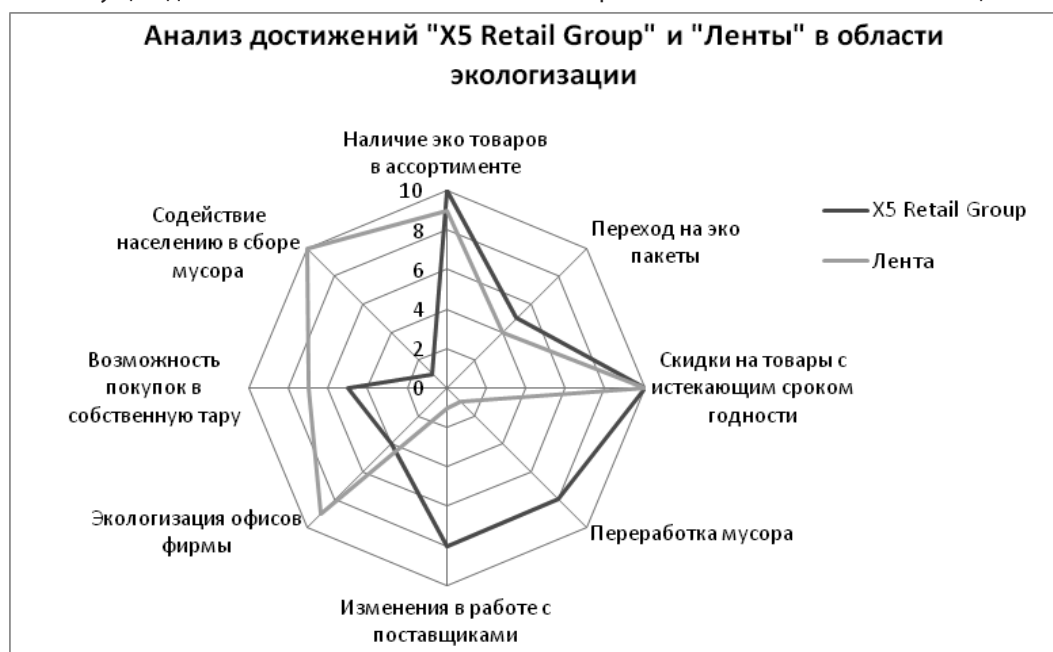 Анализ достижений "X5 Retail Group" и "Ленты" в области
экологизации
Наличие эко товаров
в ассортименте
Переход на эко
пакеты
Скидки на товары с
истекающим сроком
годности
Переработка мусора
Изменения в работе с
поставщиками
Экологизация офисов
фирмы
Возможность
покупок в
собственную тару
Содействие
населению в сборе
мусора
10
8
6
4
2
0
X5 Retail Group
Лента